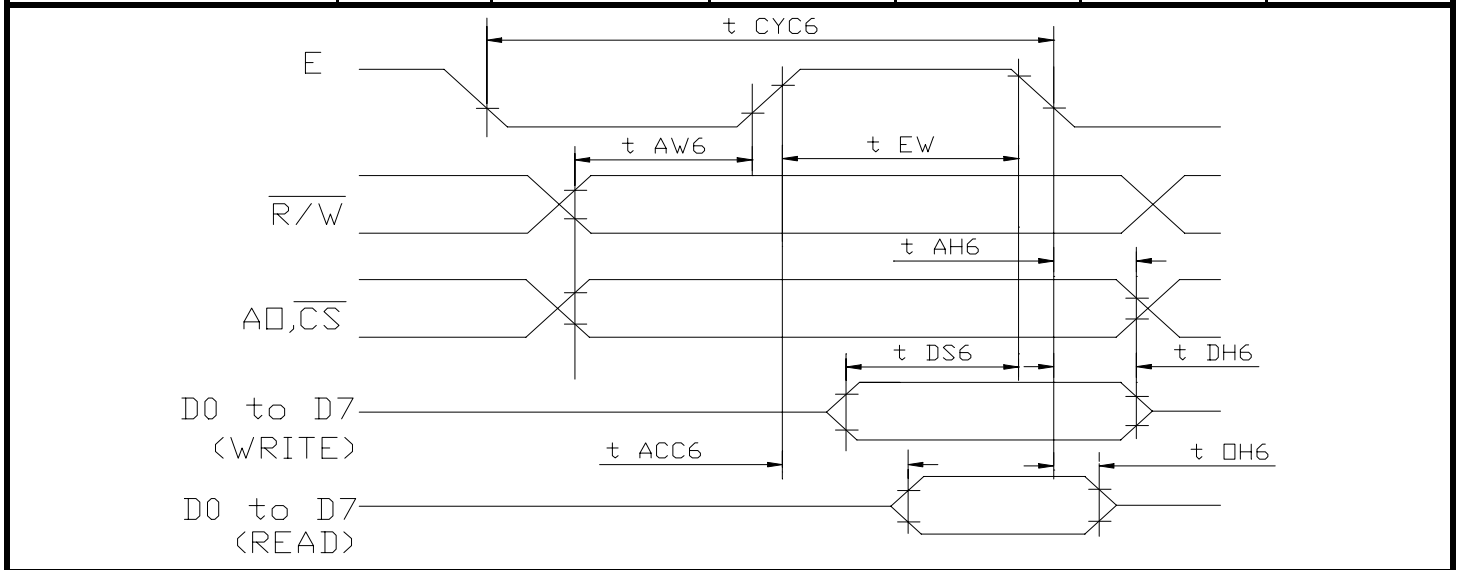 t CYC6
E
t AW6
t EW
R/W
t AH6
A0,CS
t DS6
t DH6
D0 to D7
(WRITE)
t ACC6
t OH6
D0 to D7
(READ)